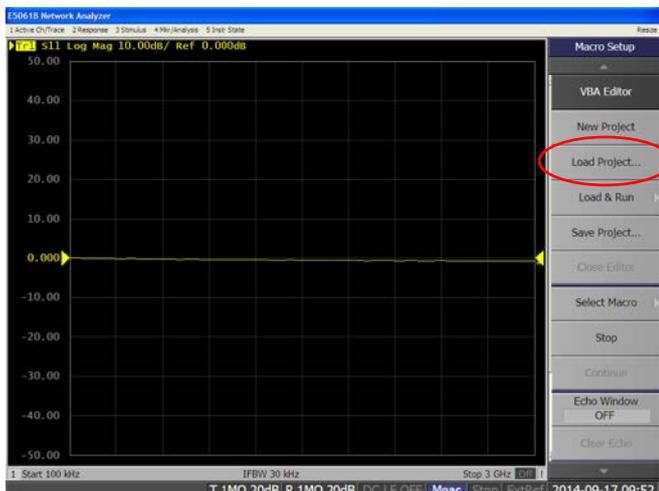 E5061B Network Analyzer
1 Active Ch/Trace 2 Response 3 Stimulus 4 Mkr/Analysis 5 Instr State
Resize
Tr1 S11 Log Mag 10.00dB/ Ref 0.000dB
50.00
40.00
30.00
20.00
10.00
0.000
-10.00
-20.00
-30.00
-40.00
-50.00
1 Start 100 kHz IFBW 30 kHz Stop 3 GHz Off !
T 1MΩ 20dB R 1MΩ 20dB DC LF OFF Meas Stop ExtRef 2014-09-17 09:52
Macro Setup
VBA Editor
New Project
Load Project...
Load & Run
Save Project...
Close Editor
Select Macro
Stop
Continue
Echo Window
OFF
Clear Echo